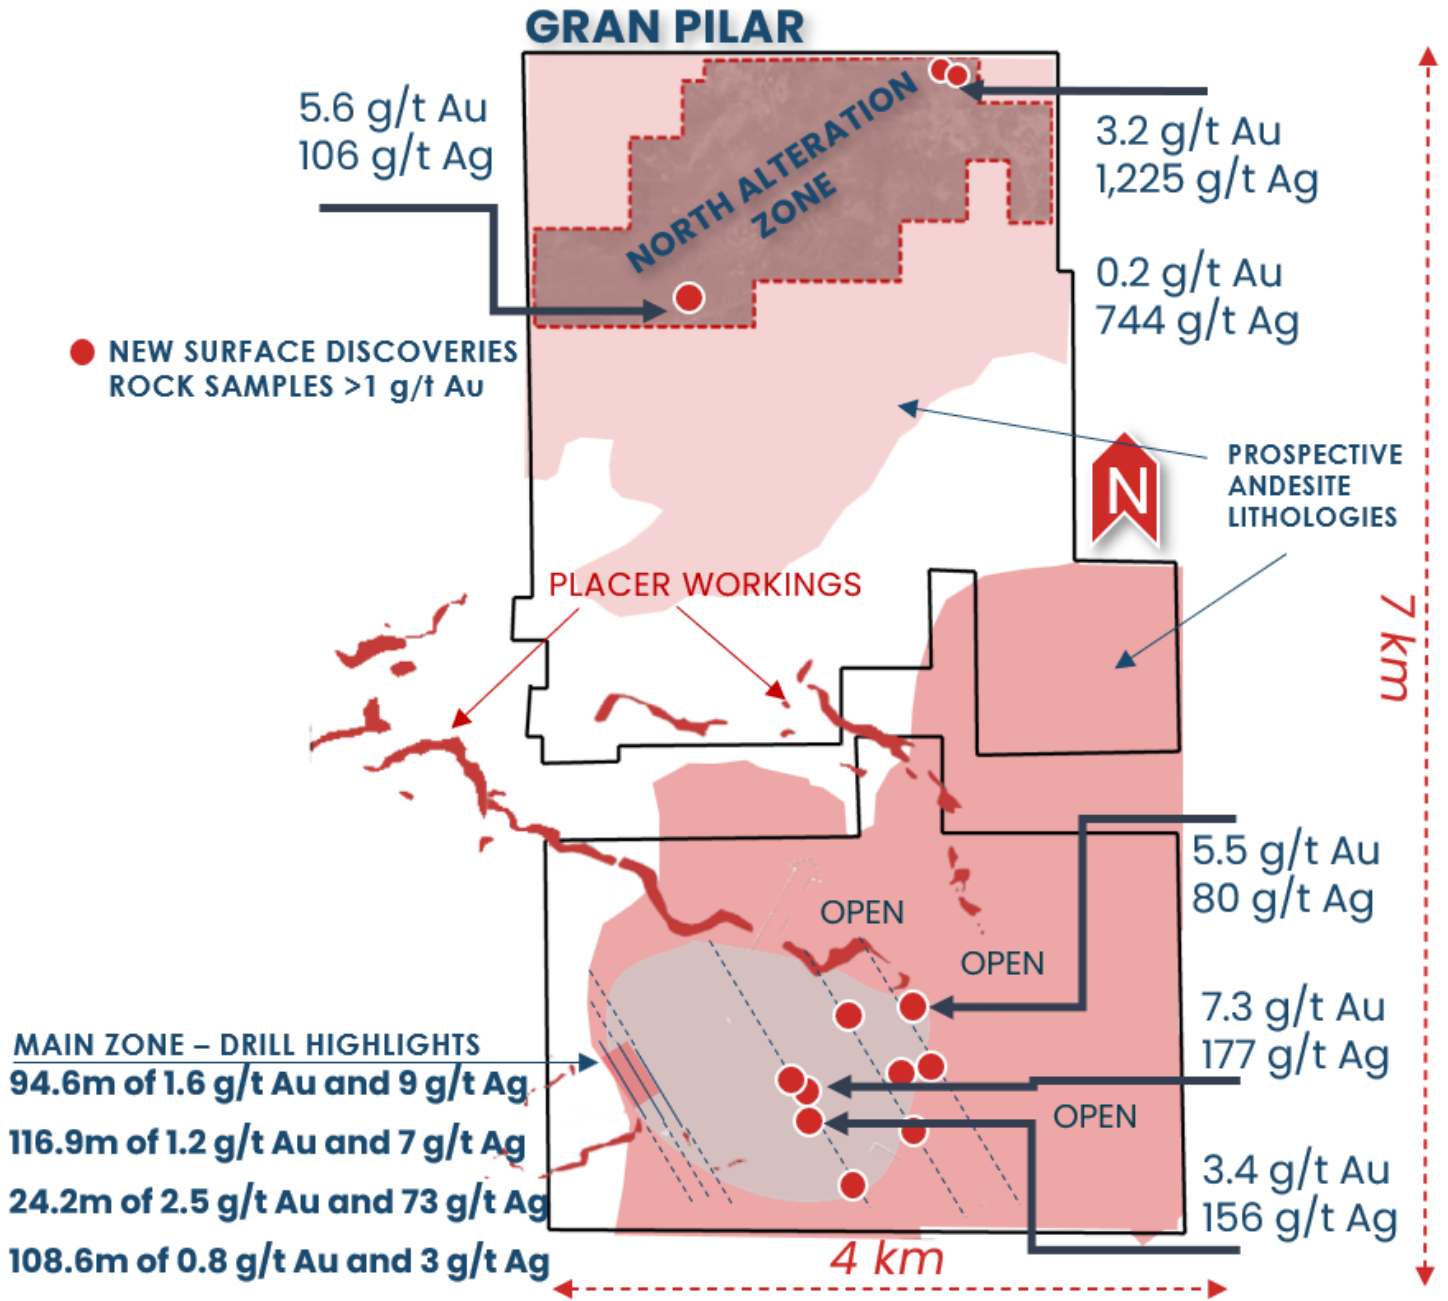 GRAN PILAR
5.6 g/t Au
106 g/t Ag
NORTH ALTERATION
ZONE
3.2 g/t Au
1,225 g/t Ag
0.2 g/t Au
744 g/t Ag
NEW SURFACE DISCOVERIES
ROCK SAMPLES >1 g/t Au
PROSPECTIVE
ANDESITE
LITHOLOGIES
N
7 km
PLACER WORKINGS
5.5 g/t Au
80 g/t Ag
OPEN
OPEN
7.3 g/t Au
177 g/t Ag
MAIN ZONE – DRILL HIGHLIGHTS
94.6m of 1.6 g/t Au and 9 g/t Ag
116.9m of 1.2 g/t Au and 7 g/t Ag
24.2m of 2.5 g/t Au and 73 g/t Ag
108.6m of 0.8 g/t Au and 3 g/t Ag
OPEN
3.4 g/t Au
156 g/t Ag
4 km